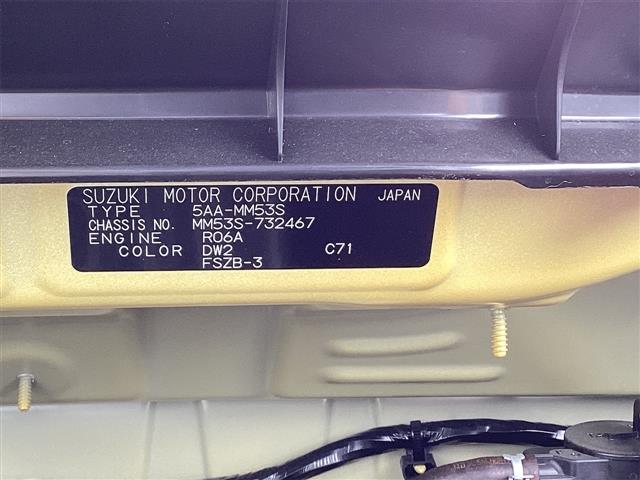 SUZUKI MOTOR CORPORATION JAPAN
TYPE 5AA-MM53S
CHASSIS NO. MM53S-732467
ENGINE R06A
COLOR DW2 C71
FSZB-3